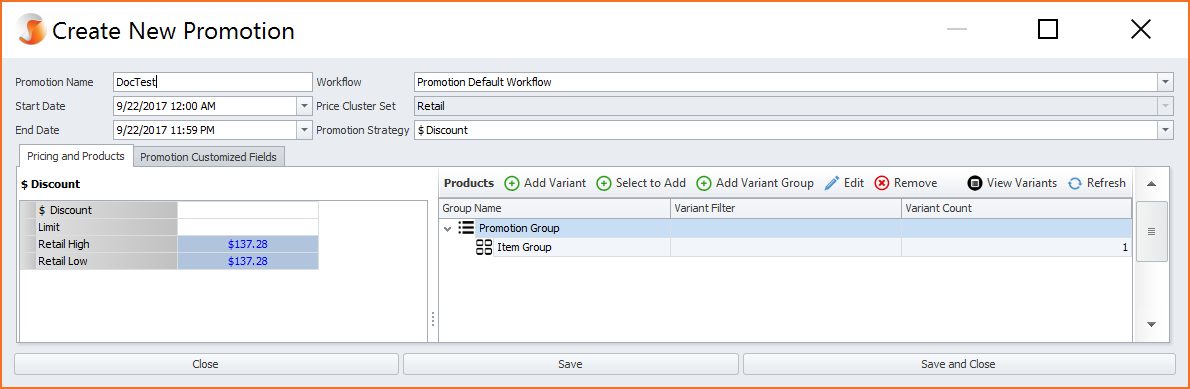 Create New Promotion
Promotion Name DocTest Workflow Promotion Default Workflow
Start Date 9/22/2017 12:00 AM Price Cluster Set Retail
End Date 9/22/2017 11:59 PM Promotion Strategy $ Discount
Pricing and Products Promotion Customized Fields
$ Discount
$ Discount
Limit
Retail High $137.28
Retail Low $137.28
Products Add Variant Select to Add Add Variant Group Edit Remove View Variants Refresh
Group Name Variant Filter Variant Count
Promotion Group
Item Group 1
Close Save Save and Close